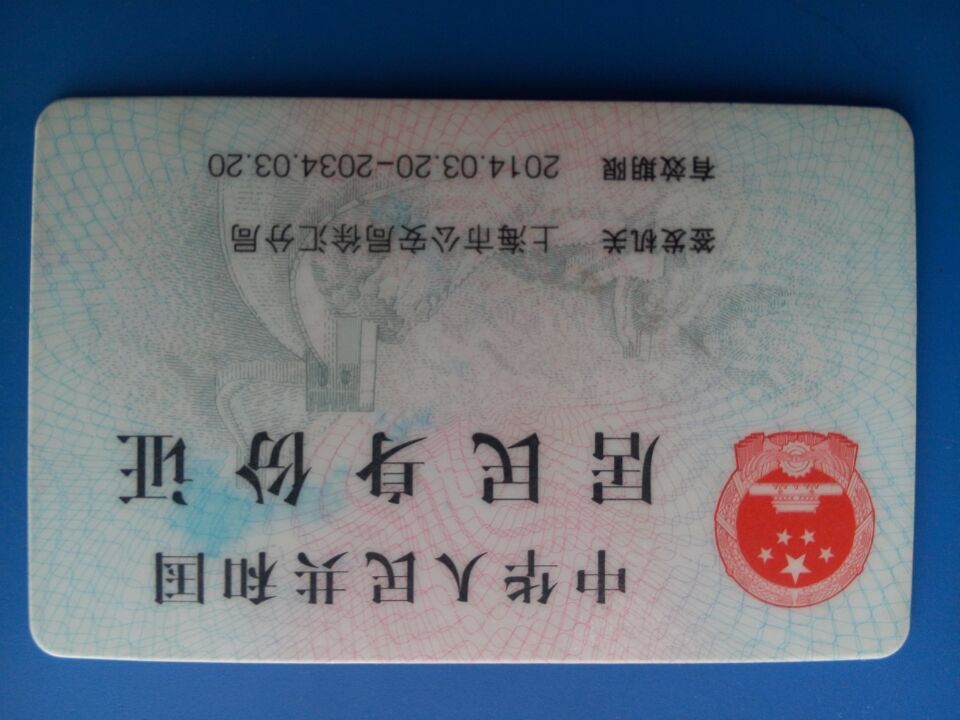 中华人民共和国
居民身份证
签发机关 上海市公安局徐汇分局
有效期限 2014.03.20-2034.03.20